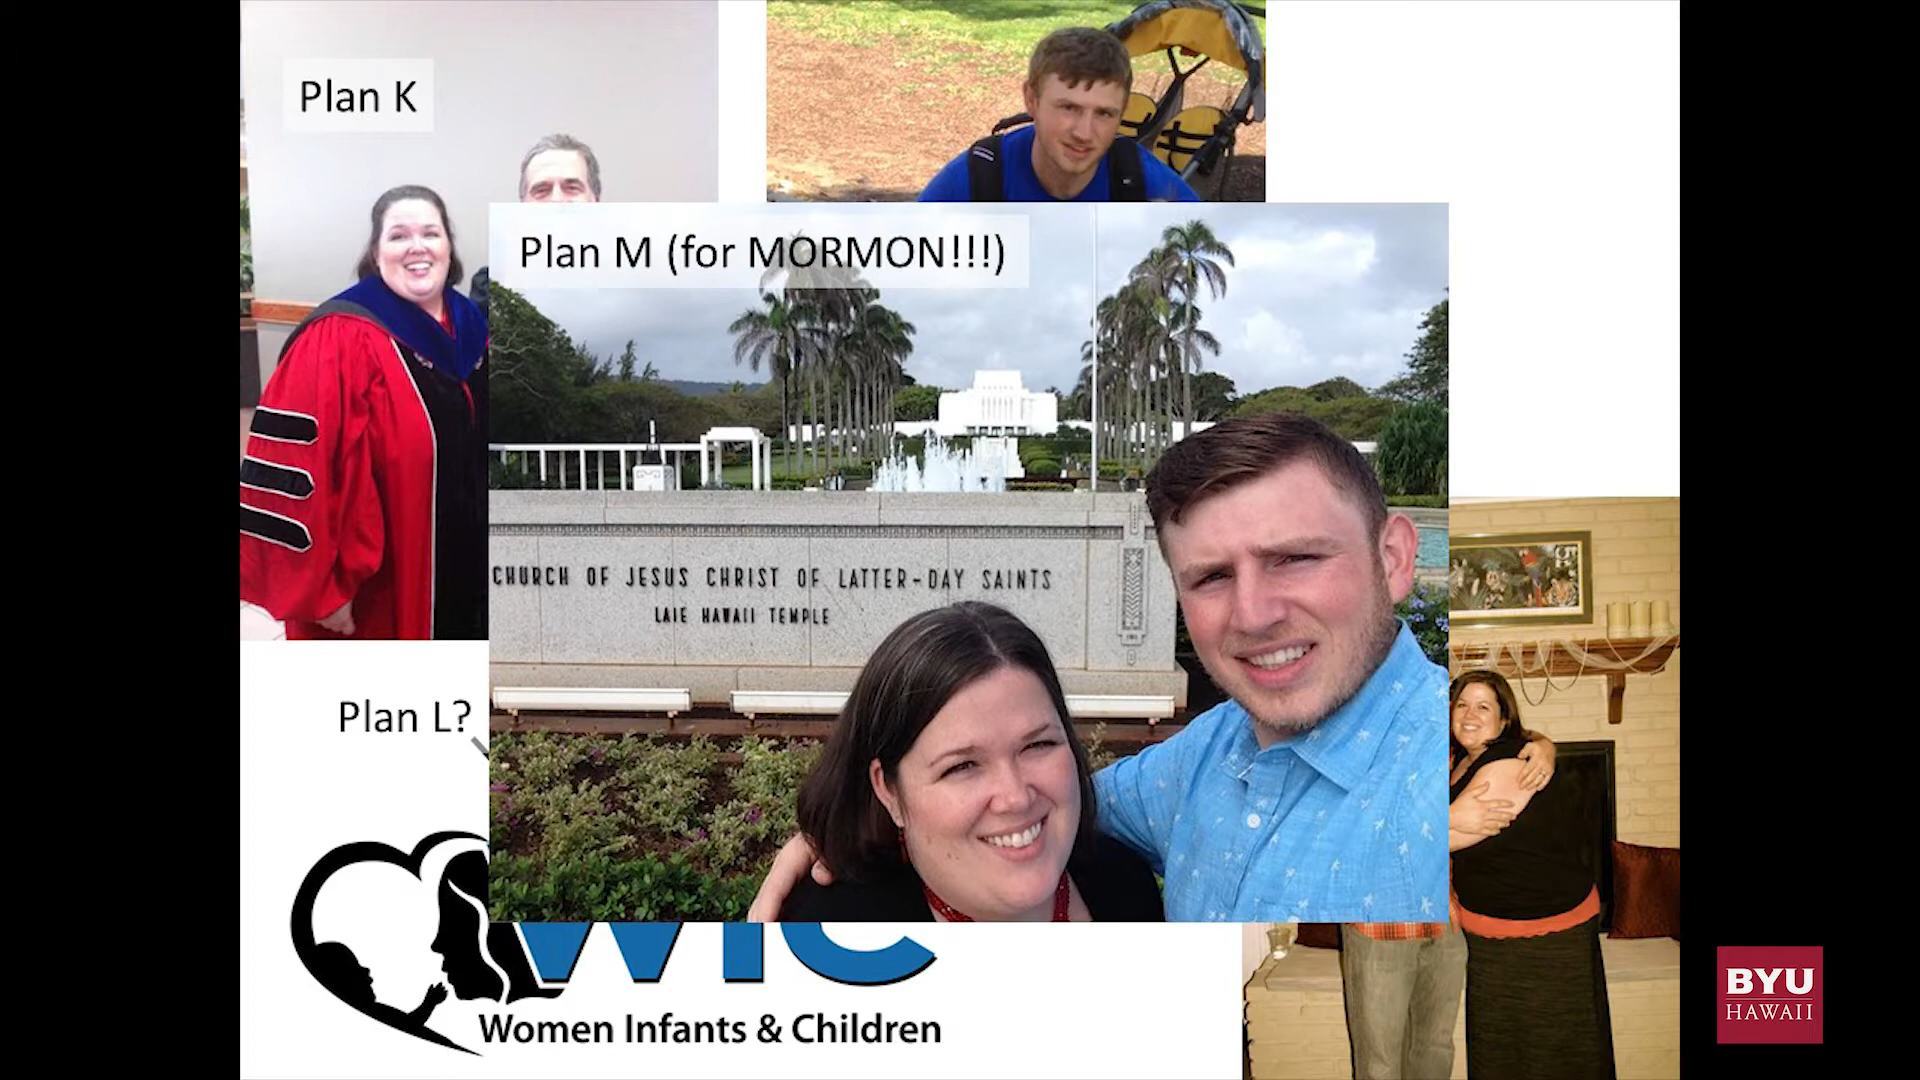 Plan K
Plan M (for MORMON!!!)
CHURCH OF JESUS CHRIST OF LATTER-DAY SAINTS
LAIE HAWAII TEMPLE
Plan L?
WIC
Women Infants & Children
BYU
HAWAII